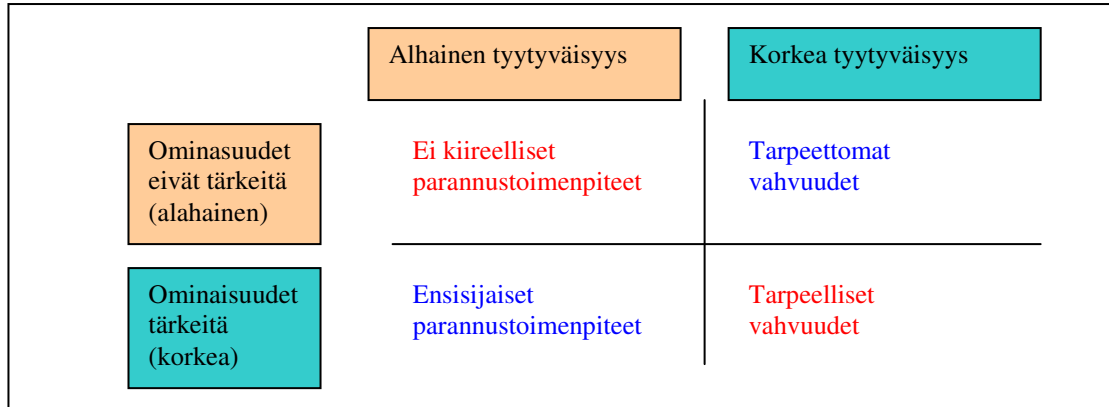 Alhainen tyytyväisyys
Korkea tyytyväisyys
Ominasuudet
eivät tärkeitä
(alahainen)
Ei kiireelliset
parannustoimenpiteet
Tarpeettomat
vahvuudet
Ominaisuudet
tärkeitä
(korkea)
Ensisijaiset
parannustoimenpiteet
Tarpeelliset
vahvuudet